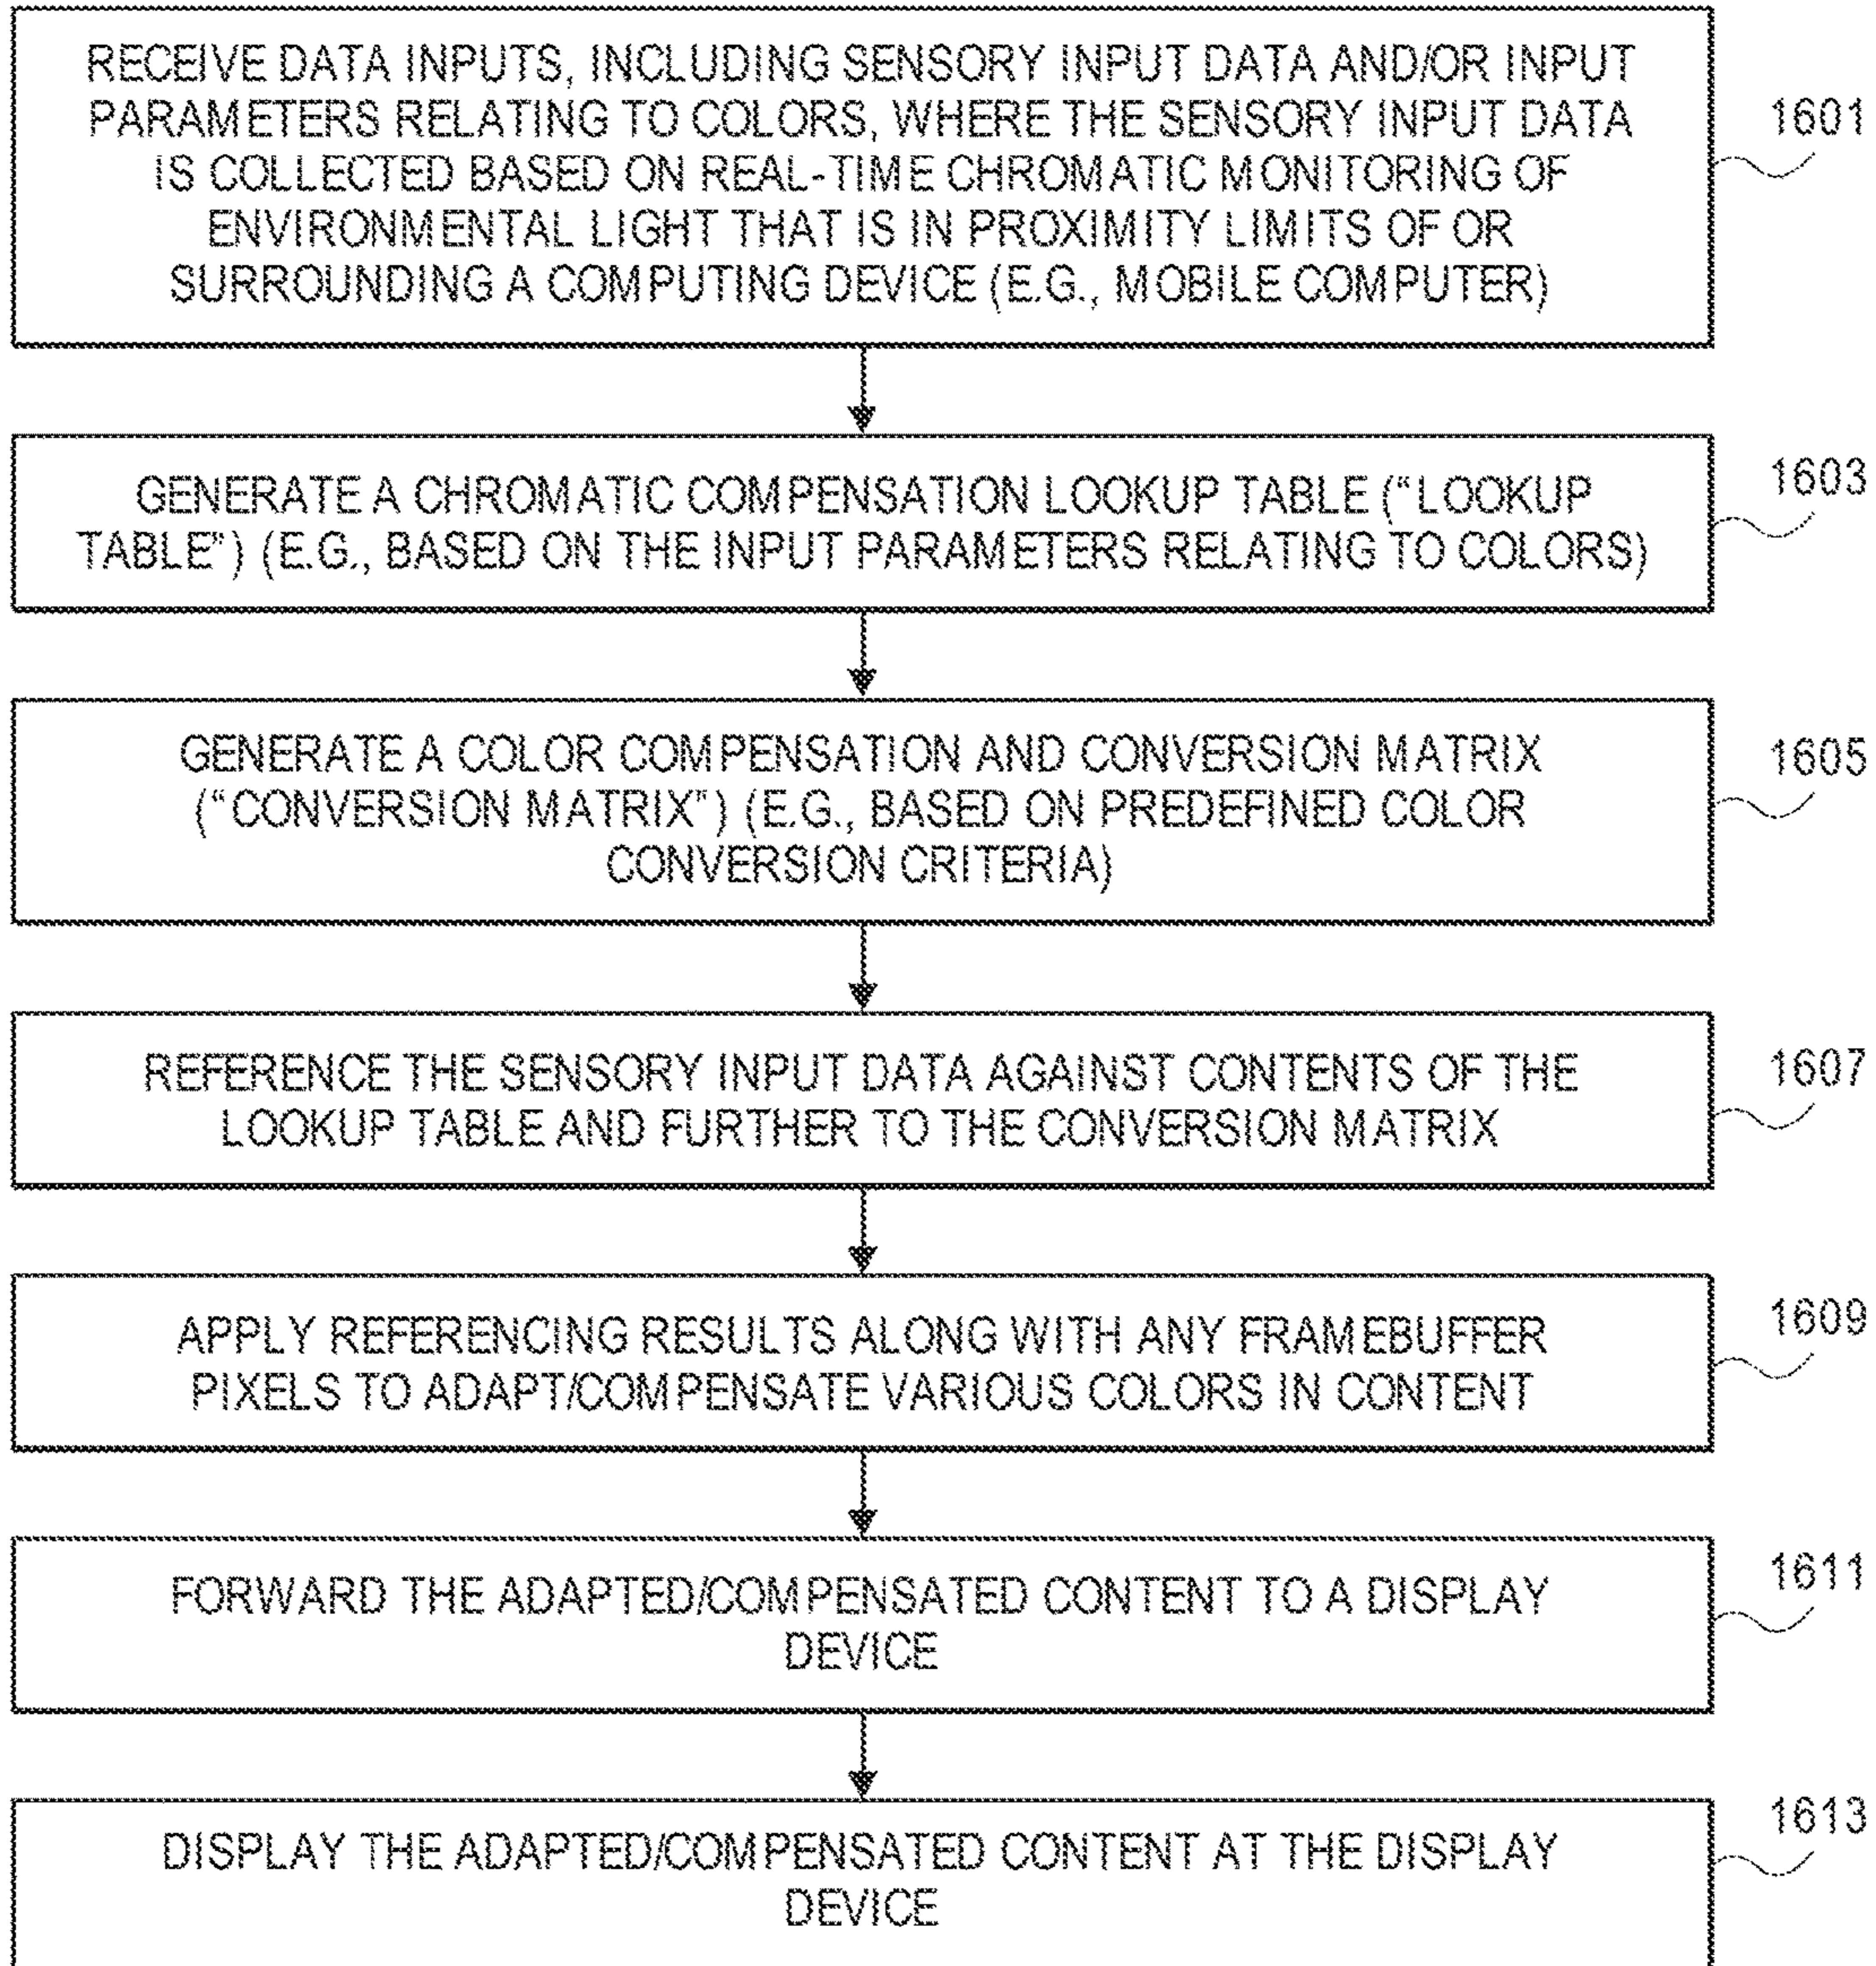 RECEIVE DATA INPUTS, INCLUDING SENSORY INPUT DATA AND/OR INPUT
PARAMETERS RELATING TO COLORS, WHERE THE SENSORY INPUT DATA
IS COLLECTED BASED ON REAL-TIME CHROMATIC MONITORING OF
ENVIRONMENTAL LIGHT THAT IS IN PROXIMITY LIMITS OF OR
SURROUNDING A COMPUTING DEVICE (E.G., MOBILE COMPUTER)
1601
GENERATE A CHROMATIC COMPENSATION LOOKUP TABLE (“LOOKUP
TABLE”) (E.G., BASED ON THE INPUT PARAMETERS RELATING TO COLORS)
1603
GENERATE A COLOR COMPENSATION AND CONVERSION MATRIX
(“CONVERSION MATRIX”) (E.G., BASED ON PREDEFINED COLOR
CONVERSION CRITERIA)
1605
REFERENCE THE SENSORY INPUT DATA AGAINST CONTENTS OF THE
LOOKUP TABLE AND FURTHER TO THE CONVERSION MATRIX
1607
APPLY REFERENCING RESULTS ALONG WITH ANY FRAMEBUFFER
PIXELS TO ADAPT/COMPENSATE VARIOUS COLORS IN CONTENT
1609
FORWARD THE ADAPTED/COMPENSATED CONTENT TO A DISPLAY
DEVICE
1611
DISPLAY THE ADAPTED/COMPENSATED CONTENT AT THE DISPLAY
DEVICE
1613